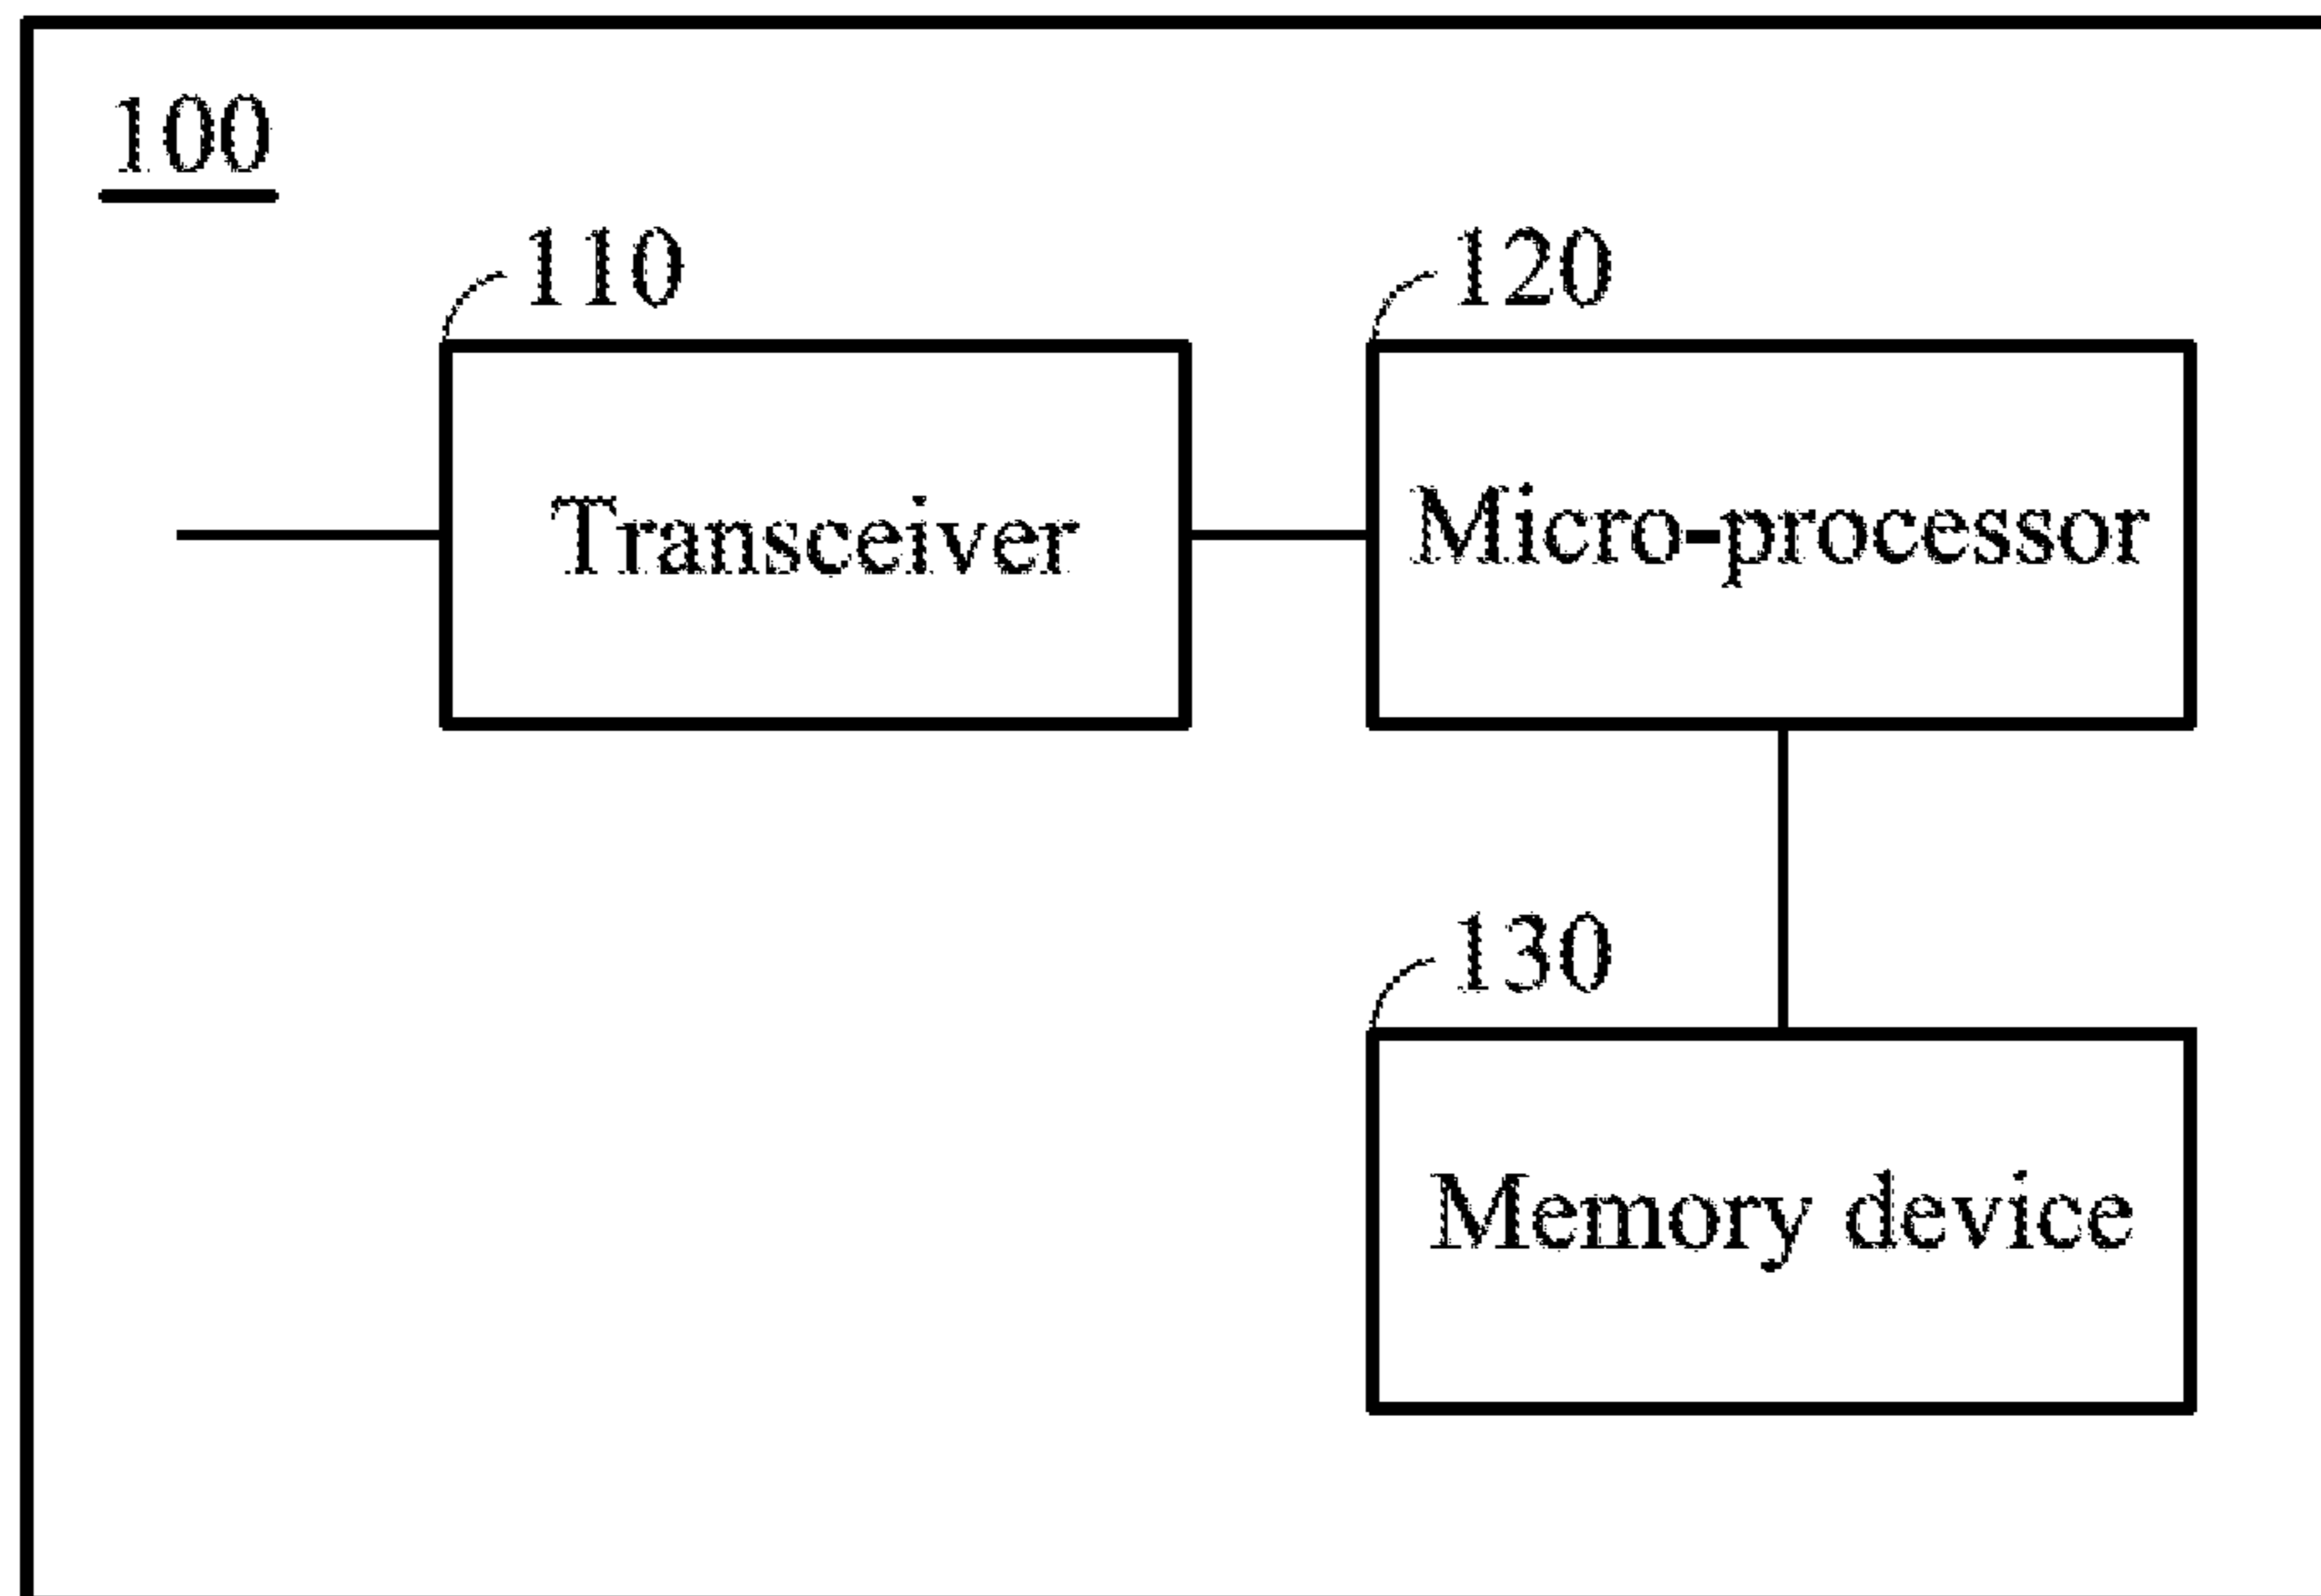 100
110
120
Transceiver
Micro-processor
130
Memory device